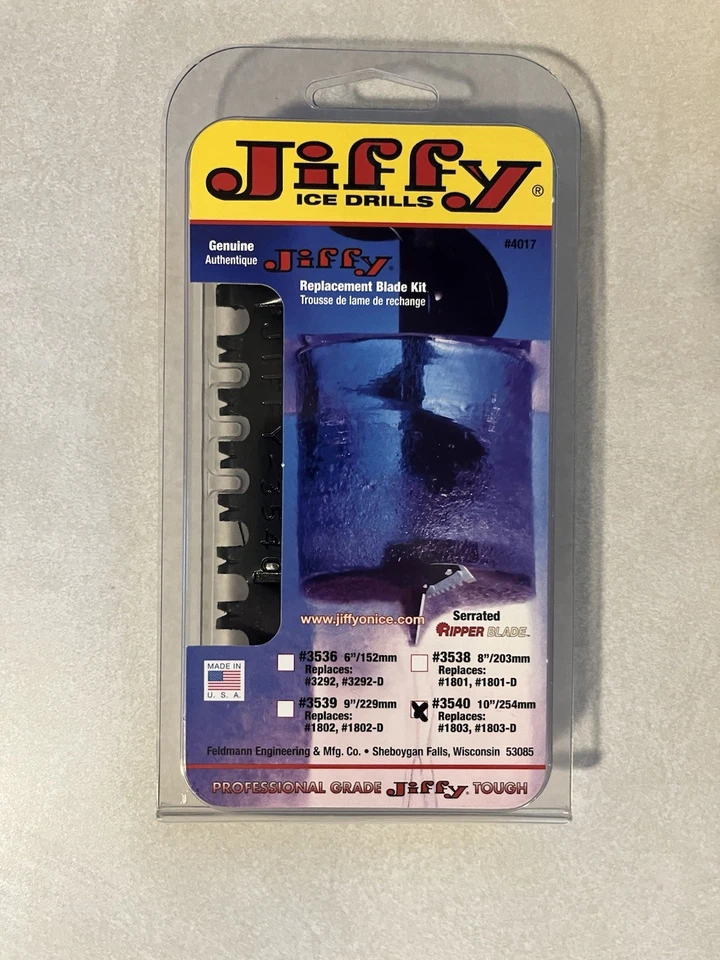 Jiffy®
ICE DRILLS
#4017
Genuine
Authentique
Jiffy®
Replacement Blade Kit
Trousse de lame de rechange
JIFFY-3540
www.jiffyonice.com
Serrated
RIPPER BLADE™
MADE IN
U. S. A.
#3536 6"/152mm
Replaces:
#3292, #3292-D
#3538 8"/203mm
Replaces:
#1801, #1801-D
#3539 9"/229mm
Replaces:
#1802, #1802-D
#3540 10"/254mm
Replaces:
#1803, #1803-D
Feldmann Engineering & Mfg. Co. • Sheboygan Falls, Wisconsin 53085
PROFESSIONAL GRADE Jiffy® TOUGH